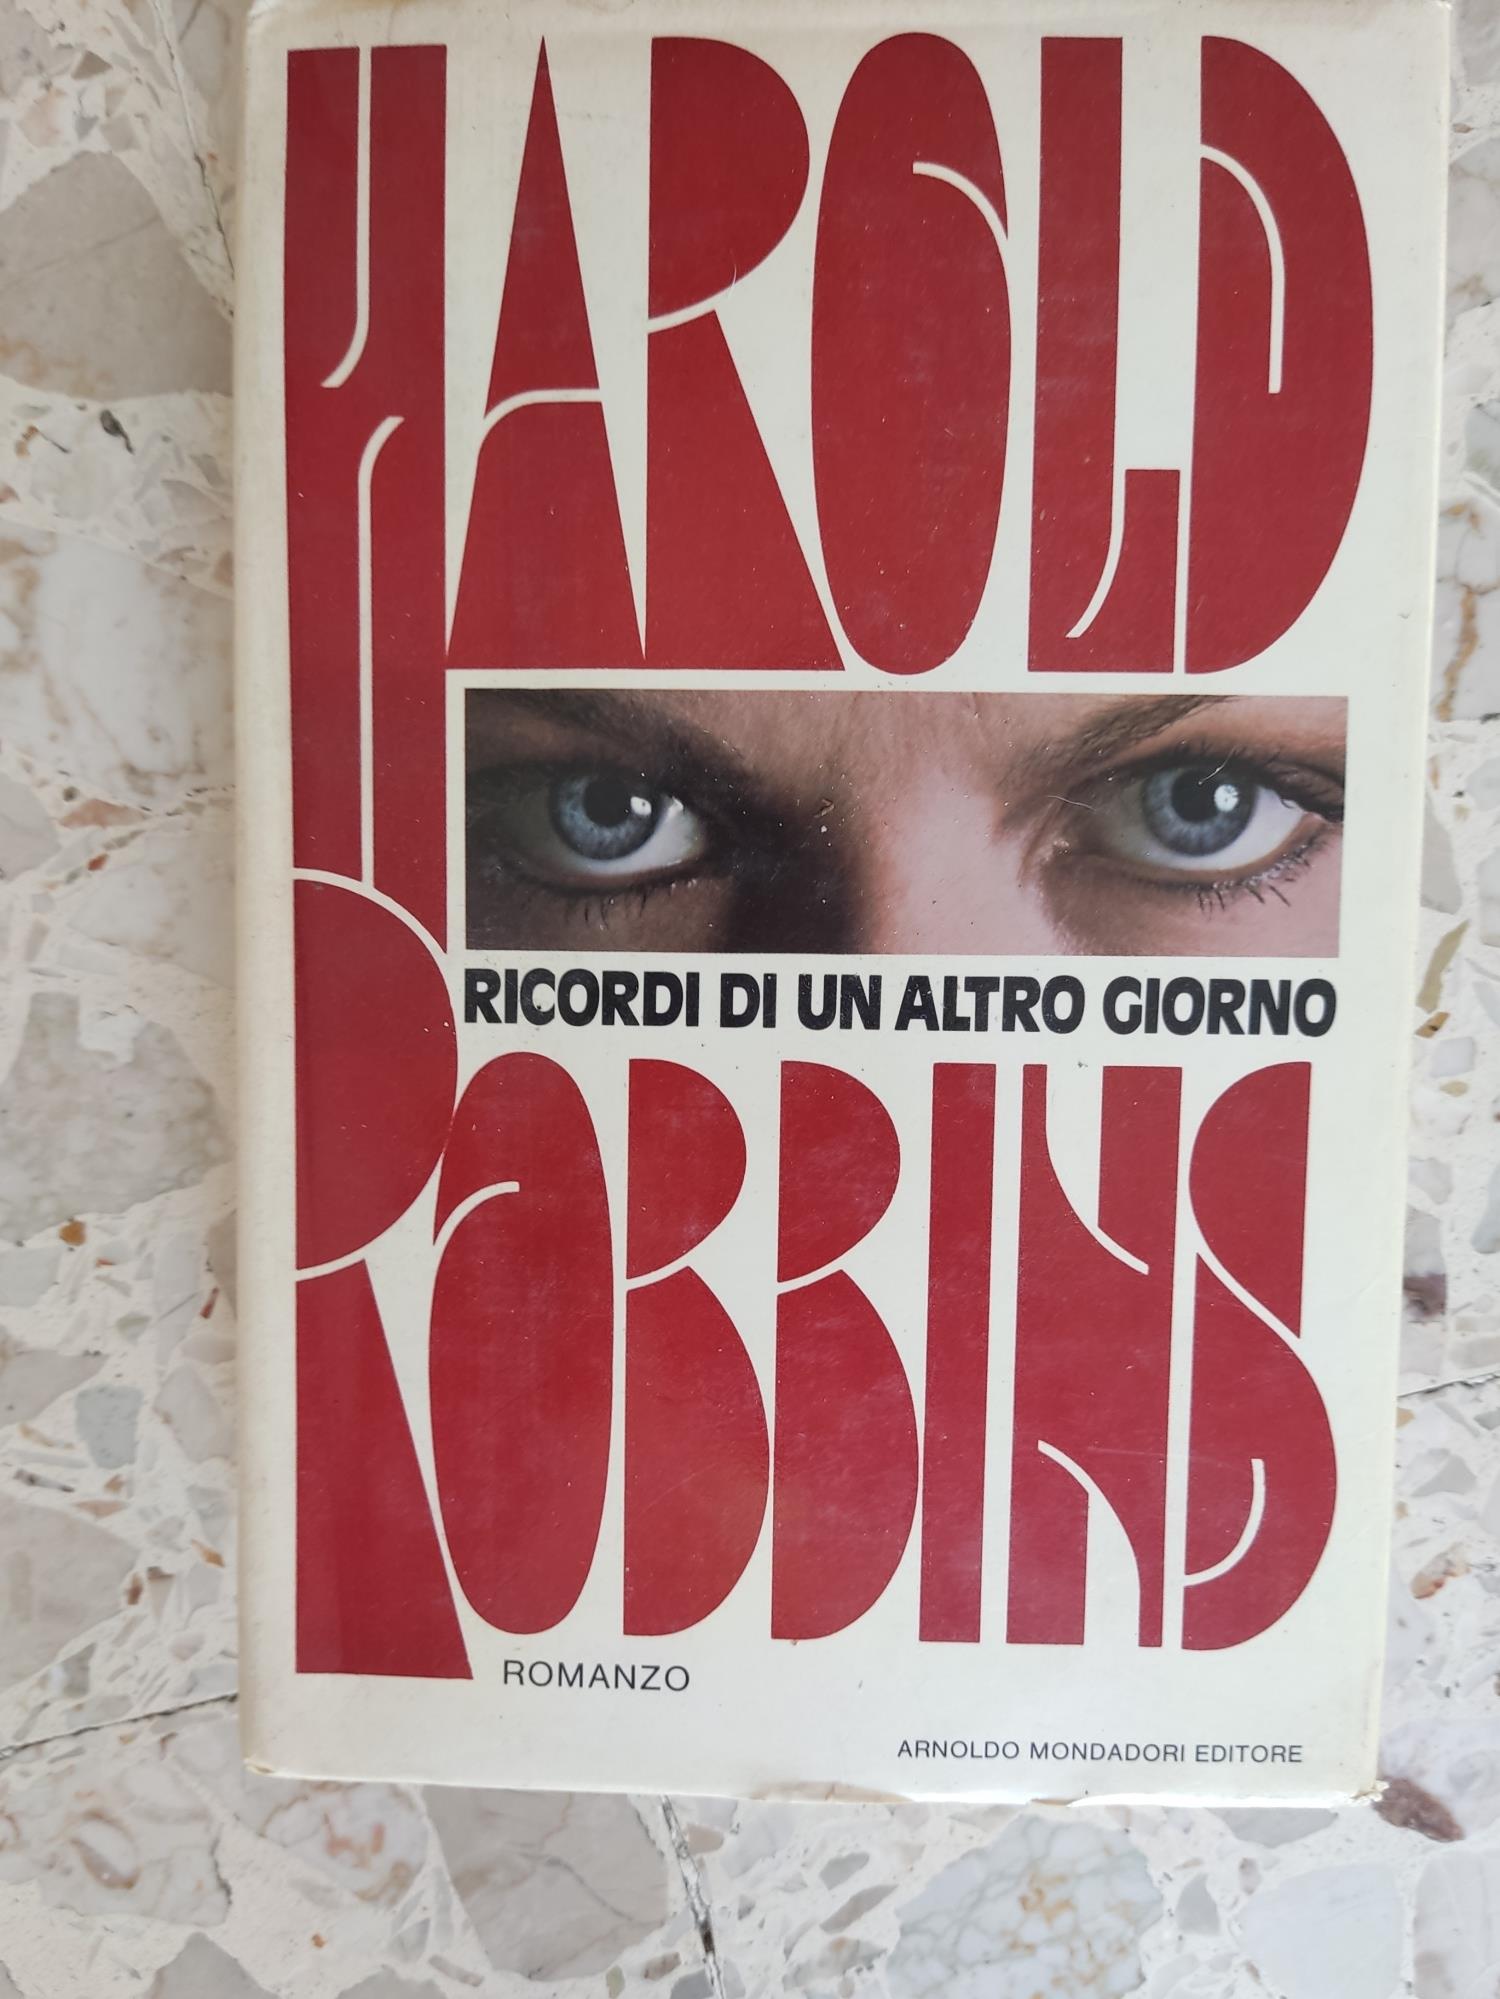 HAROLD
RICORDI DI UN ALTRO GIORNO
ROBBINS
ROMANZO
ARNOLDO MONDADORI EDITORE